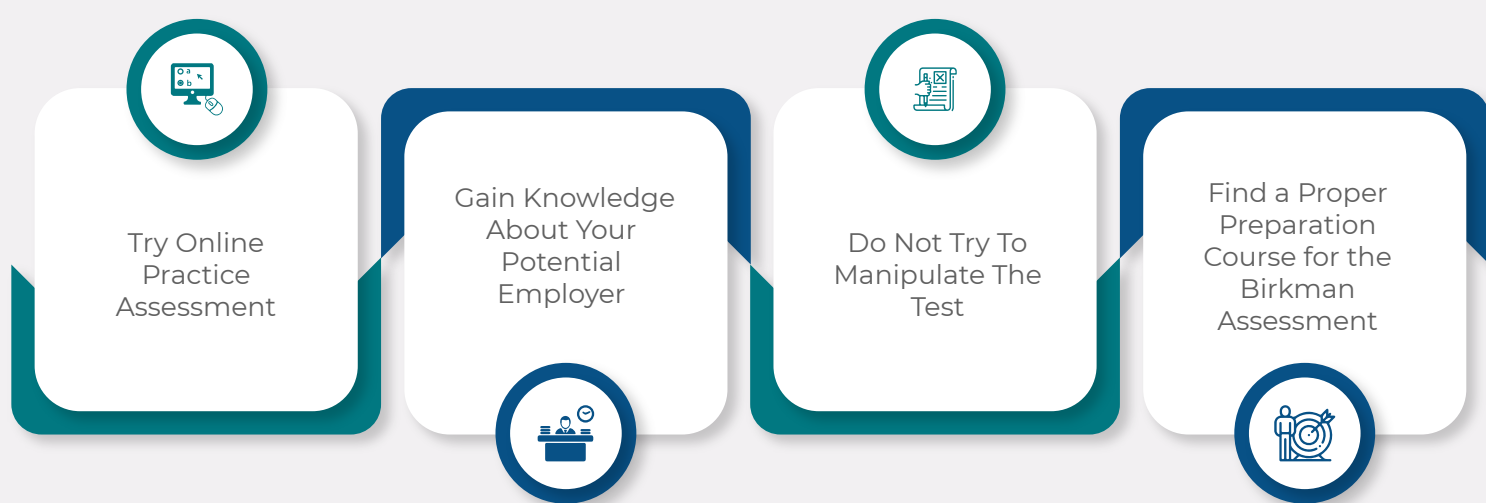 Try Online
Practice
Assessment
Gain Knowledge
About Your
Potential
Employer
Do Not Try To
Manipulate The
Test
Find a Proper
Preparation
Course for the
Birkman
Assessment
a
b